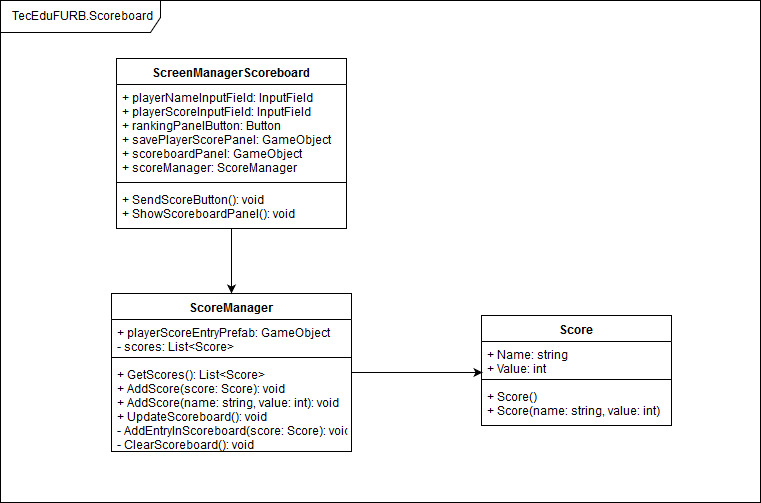 TecEduFURB.Scoreboard
ScreenManagerScoreboard
+ playerNameInputField: InputField
+ playerScoreInputField: InputField
+ rankingPanelButton: Button
+ savePlayerScorePanel: GameObject
+ scoreboardPanel: GameObject
+ scoreManager: ScoreManager
+ SendScoreButton(): void
+ ShowScoreboardPanel(): void
ScoreManager
+ playerScoreEntryPrefab: GameObject
- scores: List<Score>
+ GetScores(): List<Score>
+ AddScore(score: Score): void
+ AddScore(name: string, value: int): void
+ UpdateScoreboard(): void
- AddEntryInScoreboard(score: Score): void
- ClearScoreboard(): void
Score
+ Name: string
+ Value: int
+ Score()
+ Score(name: string, value: int)